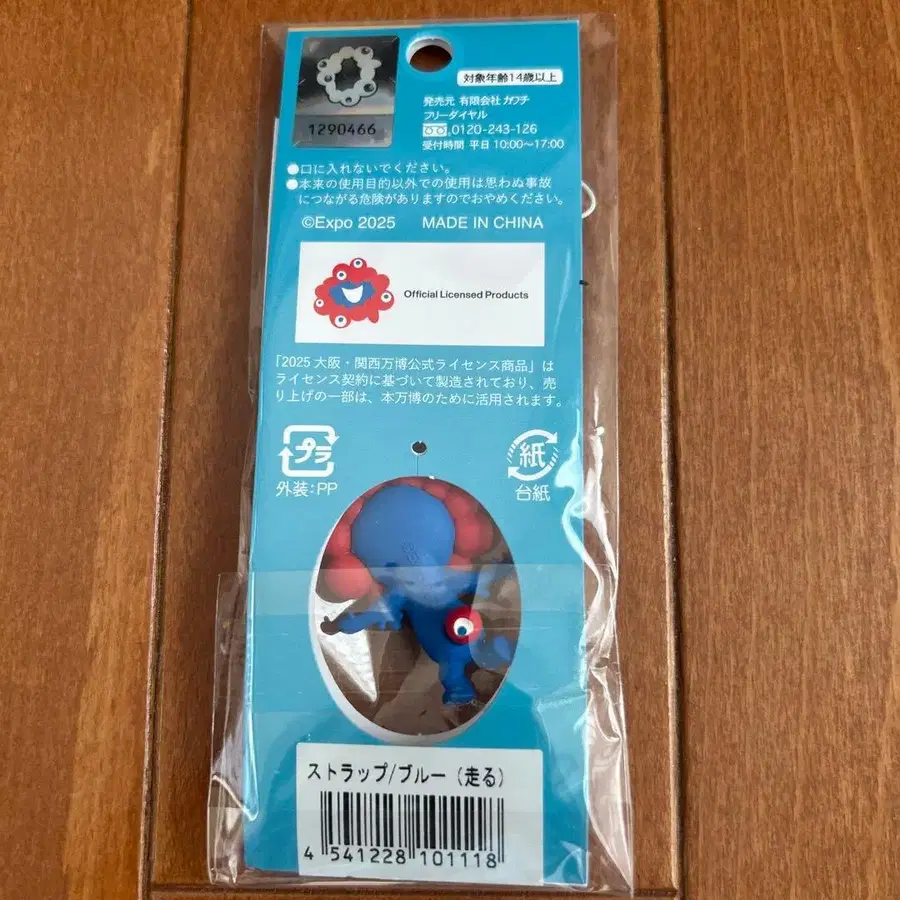 1290466
対象年齢14歳以上
発売元 有限会社 カワチ
フリーダイヤル
0120-243-126
受付時間 平日 10:00〜17:00
●口に入れないでください。
●本来の使用目的以外での使用は思わぬ事故
につながる危険がありますのでおやめください。
©Expo 2025 MADE IN CHINA
Official Licensed Products
「2025 大阪・関西万博公式ライセンス商品」は
ライセンス契約に基づいて製造されており、売
り上げの一部は、本万博のために活用されます。
プラ
外装:PP
紙
台紙
ストラップ/ブルー（走る）
4 541228 101118